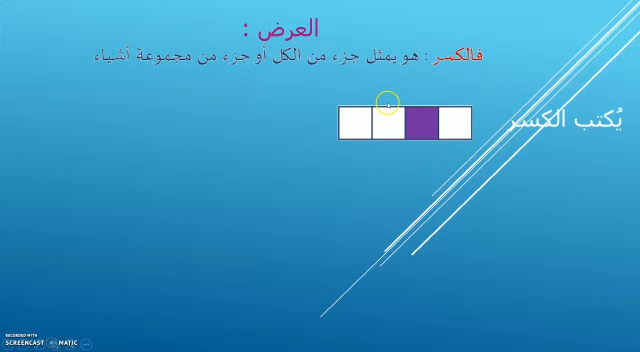 العرض :
فالكسر : هو يمثل جزء من الكل أو جزء من مجموعة أشياء
يُكتب الكسر
RECORDED WITH
SCREENCAST MATIC